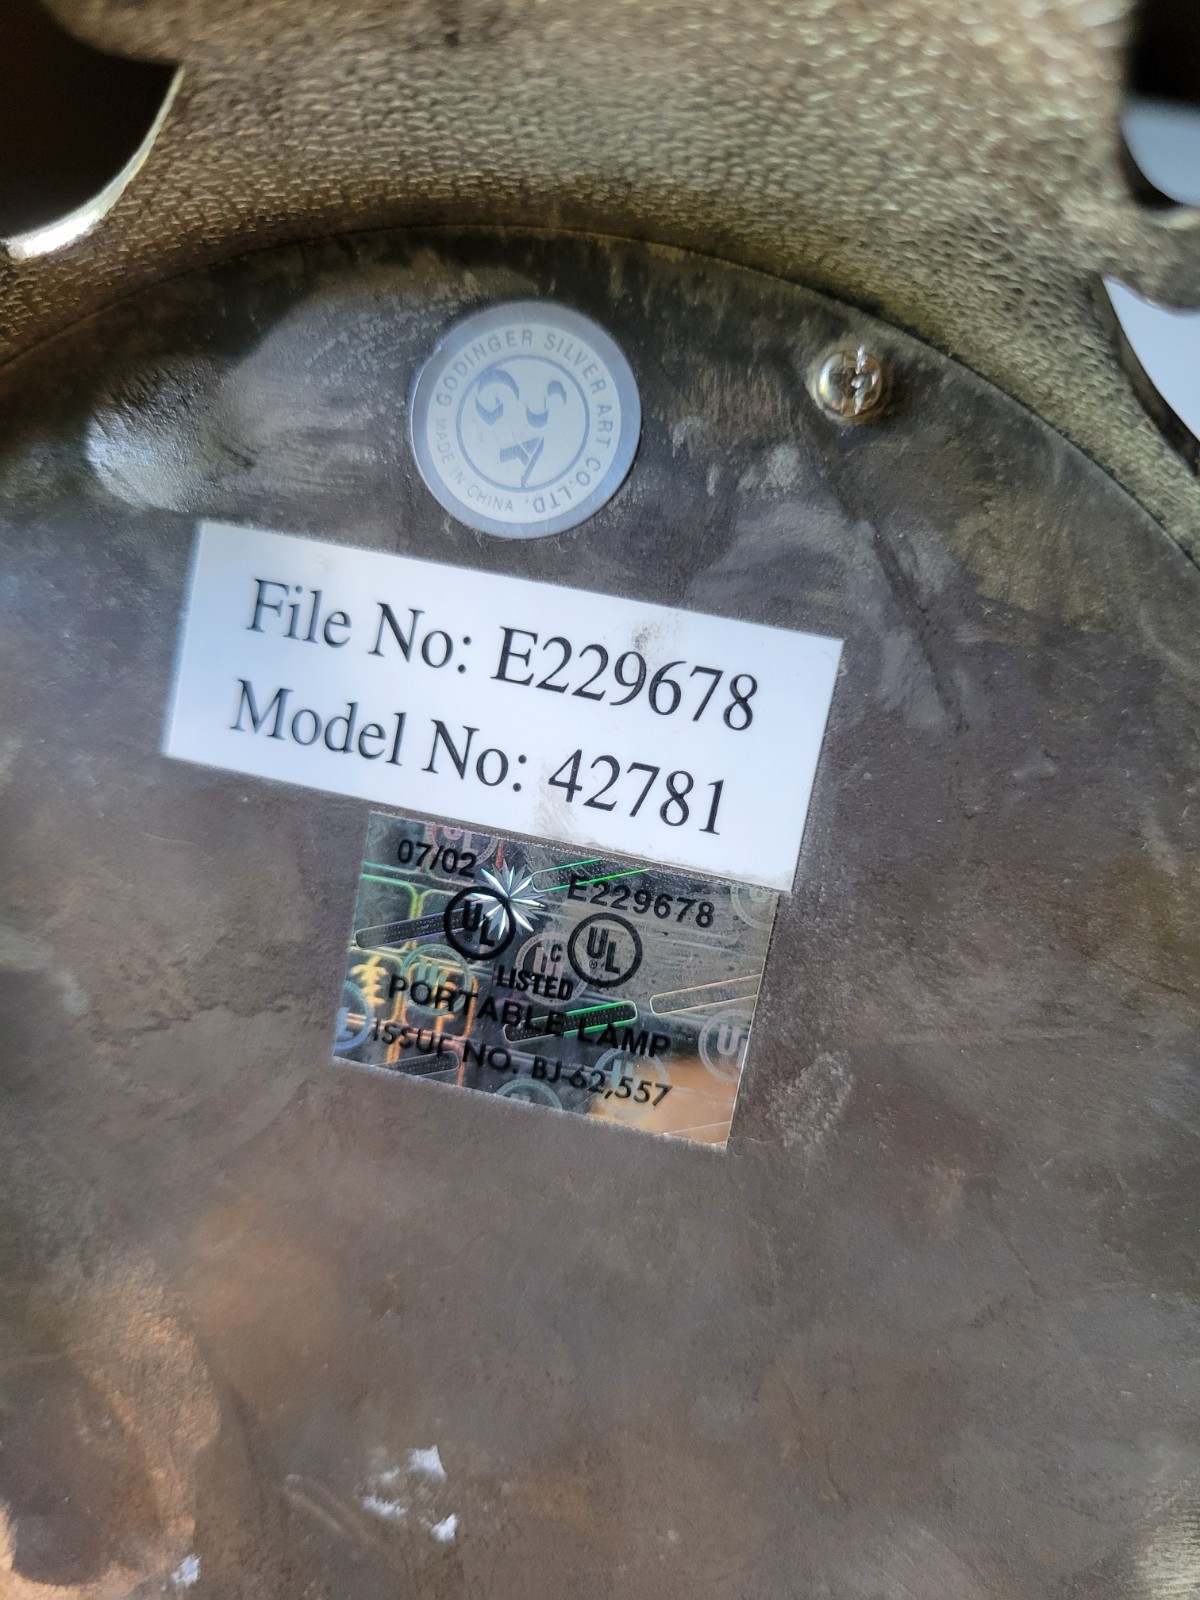 GODINGER SILVER ART CO.LTD.
MADE IN CHINA
File No: E229678
Model No: 42781
07/02 E229678
UL C UL
LISTED
PORTABLE LAMP
ISSUE NO. BJ-62,557